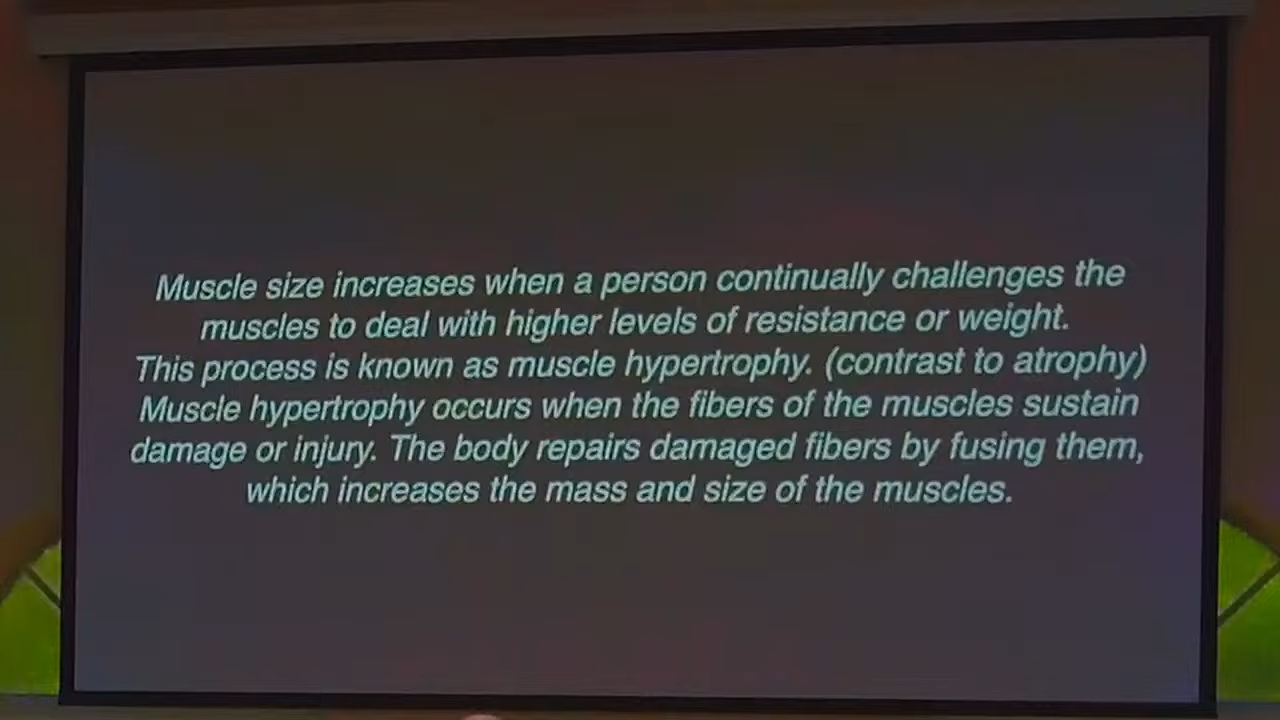 Muscle size increases when a person continually challenges the
muscles to deal with higher levels of resistance or weight.
This process is known as muscle hypertrophy. (contrast to atrophy)
Muscle hypertrophy occurs when the fibers of the muscles sustain
damage or injury. The body repairs damaged fibers by fusing them,
which increases the mass and size of the muscles.